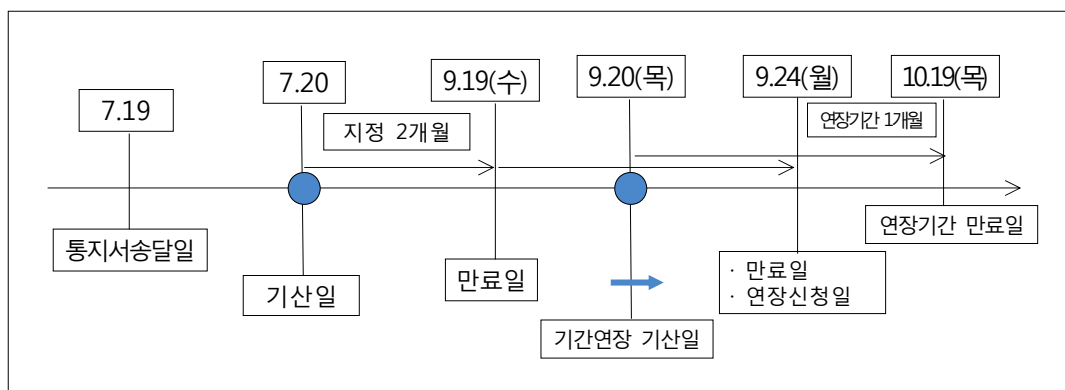 7.19
7.20
9.19(수)
9.20(목)
9.24(월)
10.19(목)
지정 2개월
연장기간 1개월
통지서송달일
기산일
만료일
기간연장 기산일
· 만료일
· 연장신청일
연장기간 만료일